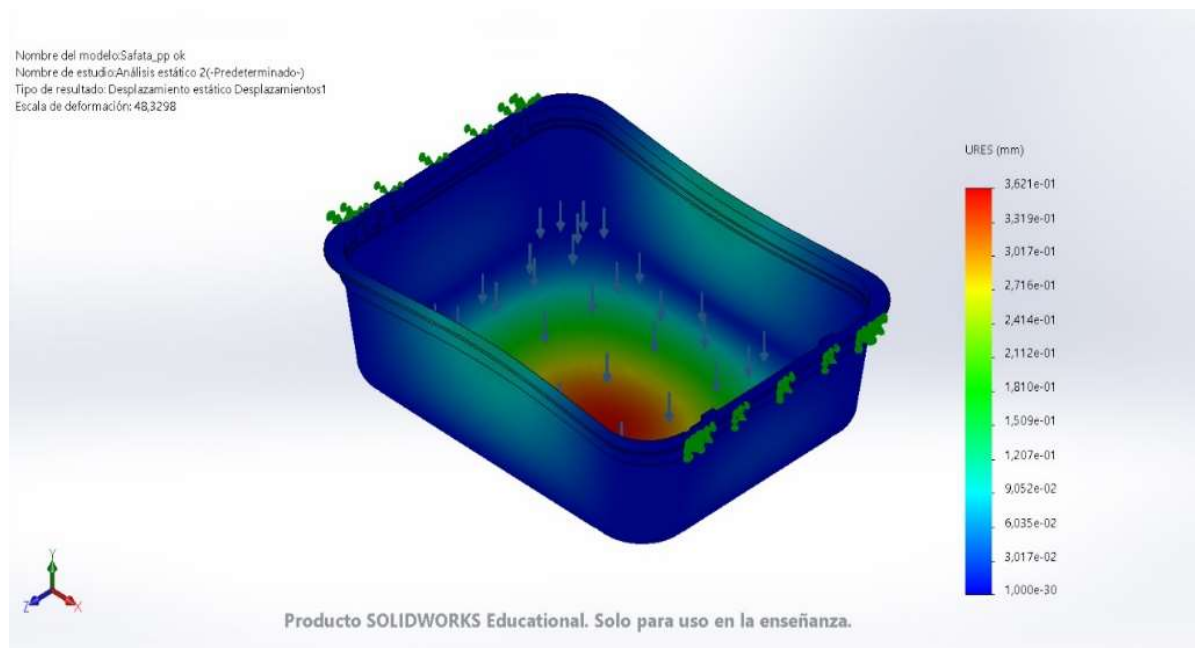 Nombre del modelo:Safata_pp ok
Nombre de estudio:Análisis estático 2(-Predeterminado-)
Tipo de resultado: Desplazamiento estático Desplazamientos1
Escala de deformación: 48,3298
URES (mm)
3,621e-01
3,319e-01
3,017e-01
2,716e-01
2,414e-01
2,112e-01
1,810e-01
1,509e-01
1,207e-01
9,052e-02
6,035e-02
3,017e-02
1,000e-30
Y
Z
X
Producto SOLIDWORKS Educational. Solo para uso en la enseñanza.